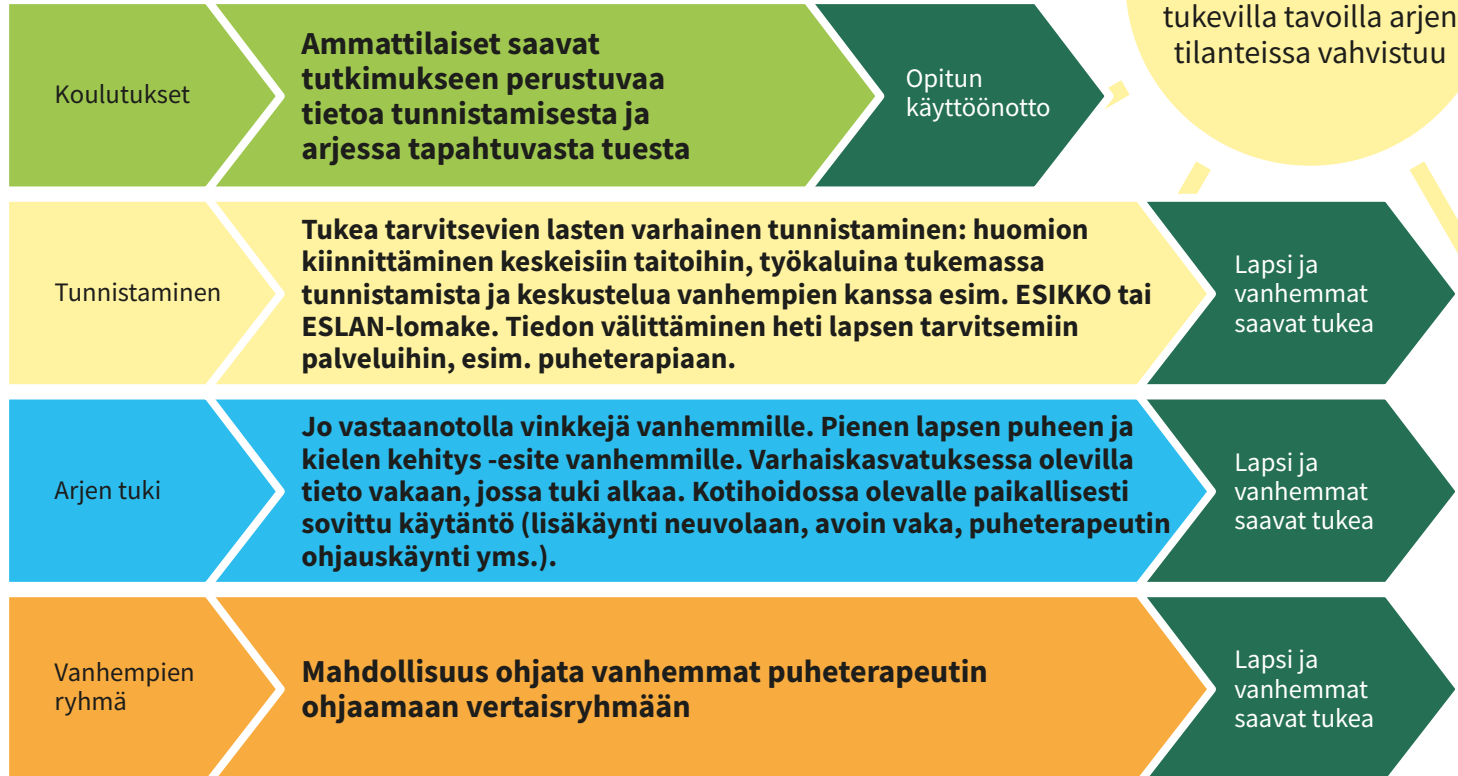 tukevilla tavoilla arjen
tilanteissa vahvistuu
Koulutukset
Ammattilaiset saavat
tutkimukseen perustuvaa
tietoa tunnistamisesta ja
arjessa tapahtuvasta tuesta
Opitun
käyttöönotto
Tunnistaminen
Tukea tarvitsevien lasten varhainen tunnistaminen: huomion
kiinnittäminen keskeisiin taitoihin, työkaluina tukemassa
tunnistamista ja keskustelua vanhempien kanssa esim. ESIKKO tai
ESLAN-lomake. Tiedon välittäminen heti lapsen tarvitsemiin
palveluihin, esim. puheterapiaan.
Lapsi ja
vanhemmat
saavat tukea
Arjen tuki
Jo vastaanotolla vinkkejä vanhemmille. Pienen lapsen puheen ja
kielen kehitys -esite vanhemmille. Varhaiskasvatuksessa olevilla
tieto vakaan, jossa tuki alkaa. Kotihoidossa olevalle paikallisesti
sovittu käytäntö (lisäkäynti neuvolaan, avoin vaka, puheterapeutin
ohjauskäynti yms.).
Lapsi ja
vanhemmat
saavat tukea
Vanhempien
ryhmä
Mahdollisuus ohjata vanhemmat puheterapeutin
ohjaamaan vertaisryhmään
Lapsi ja
vanhemmat
saavat tukea